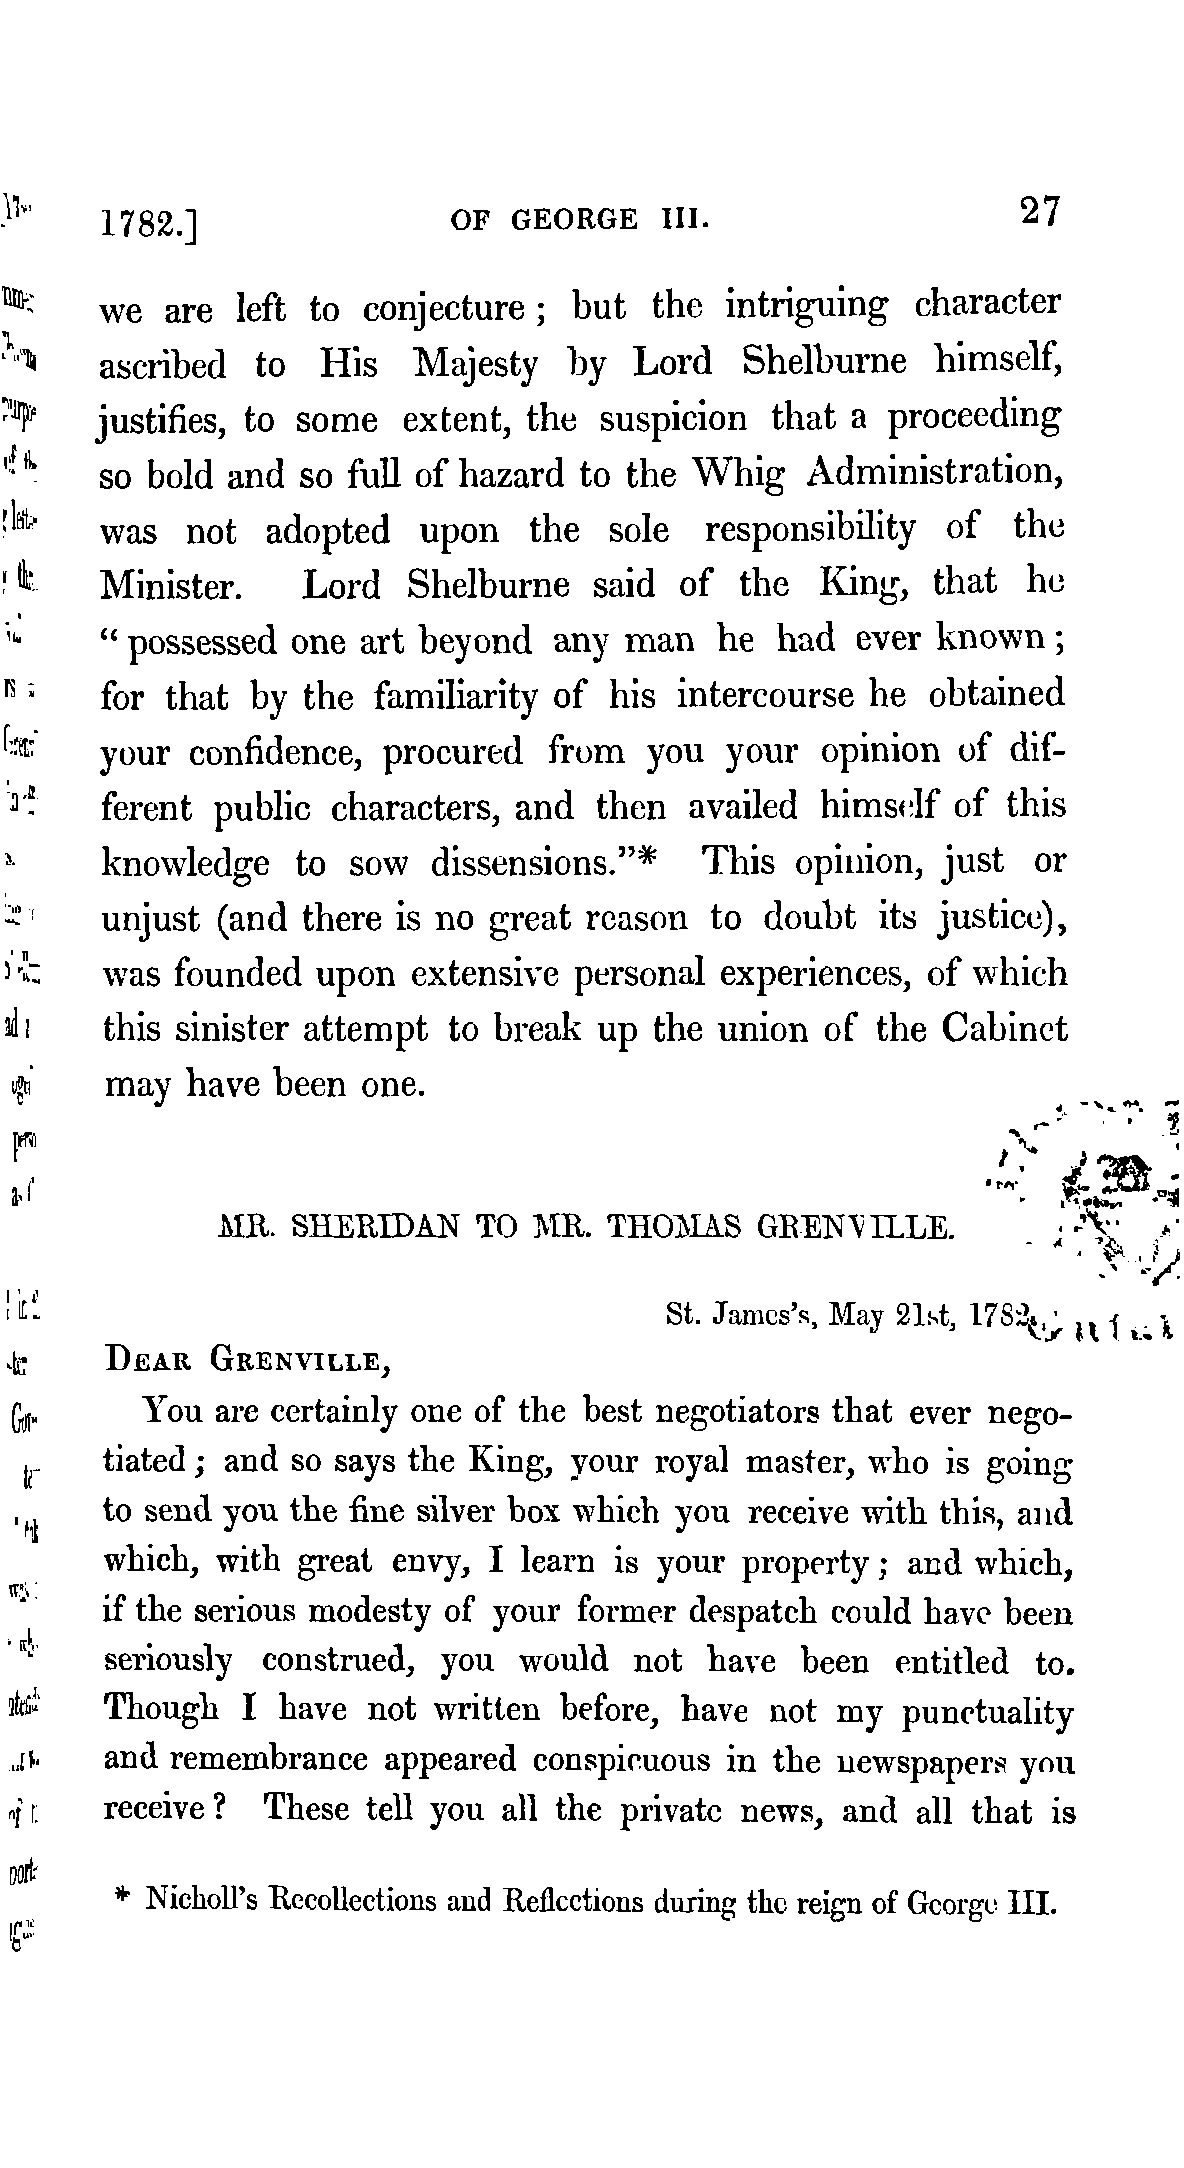 1782.] OF GEORGE III. 27
we are left to conjecture; but the intriguing character
ascribed to His Majesty by Lord Shelburne himself,
justifies, to some extent, the suspicion that a proceeding
so bold and so full of hazard to the Whig Administration,
was not adopted upon the sole responsibility of the
Minister. Lord Shelburne said of the King, that he
“possessed one art beyond any man he had ever known;
for that by the familiarity of his intercourse he obtained
your confidence, procured from you your opinion of dif-
ferent public characters, and then availed himself of this
knowledge to sow dissensions.”* This opinion, just or
unjust (and there is no great reason to doubt its justice),
was founded upon extensive personal experiences, of which
this sinister attempt to break up the union of the Cabinet
may have been one.
MR. SHERIDAN TO MR. THOMAS GRENVILLE.
St. James’s, May 21st, 1782.
DEAR GRENVILLE,
You are certainly one of the best negotiators that ever nego-
tiated; and so says the King, your royal master, who is going
to send you the fine silver box which you receive with this, and
which, with great envy, I learn is your property; and which,
if the serious modesty of your former despatch could have been
seriously construed, you would not have been entitled to.
Though I have not written before, have not my punctuality
and remembrance appeared conspicuous in the newspapers you
receive? These tell you all the private news, and all that is
* Nicholl’s Recollections and Reflections during the reign of George III.